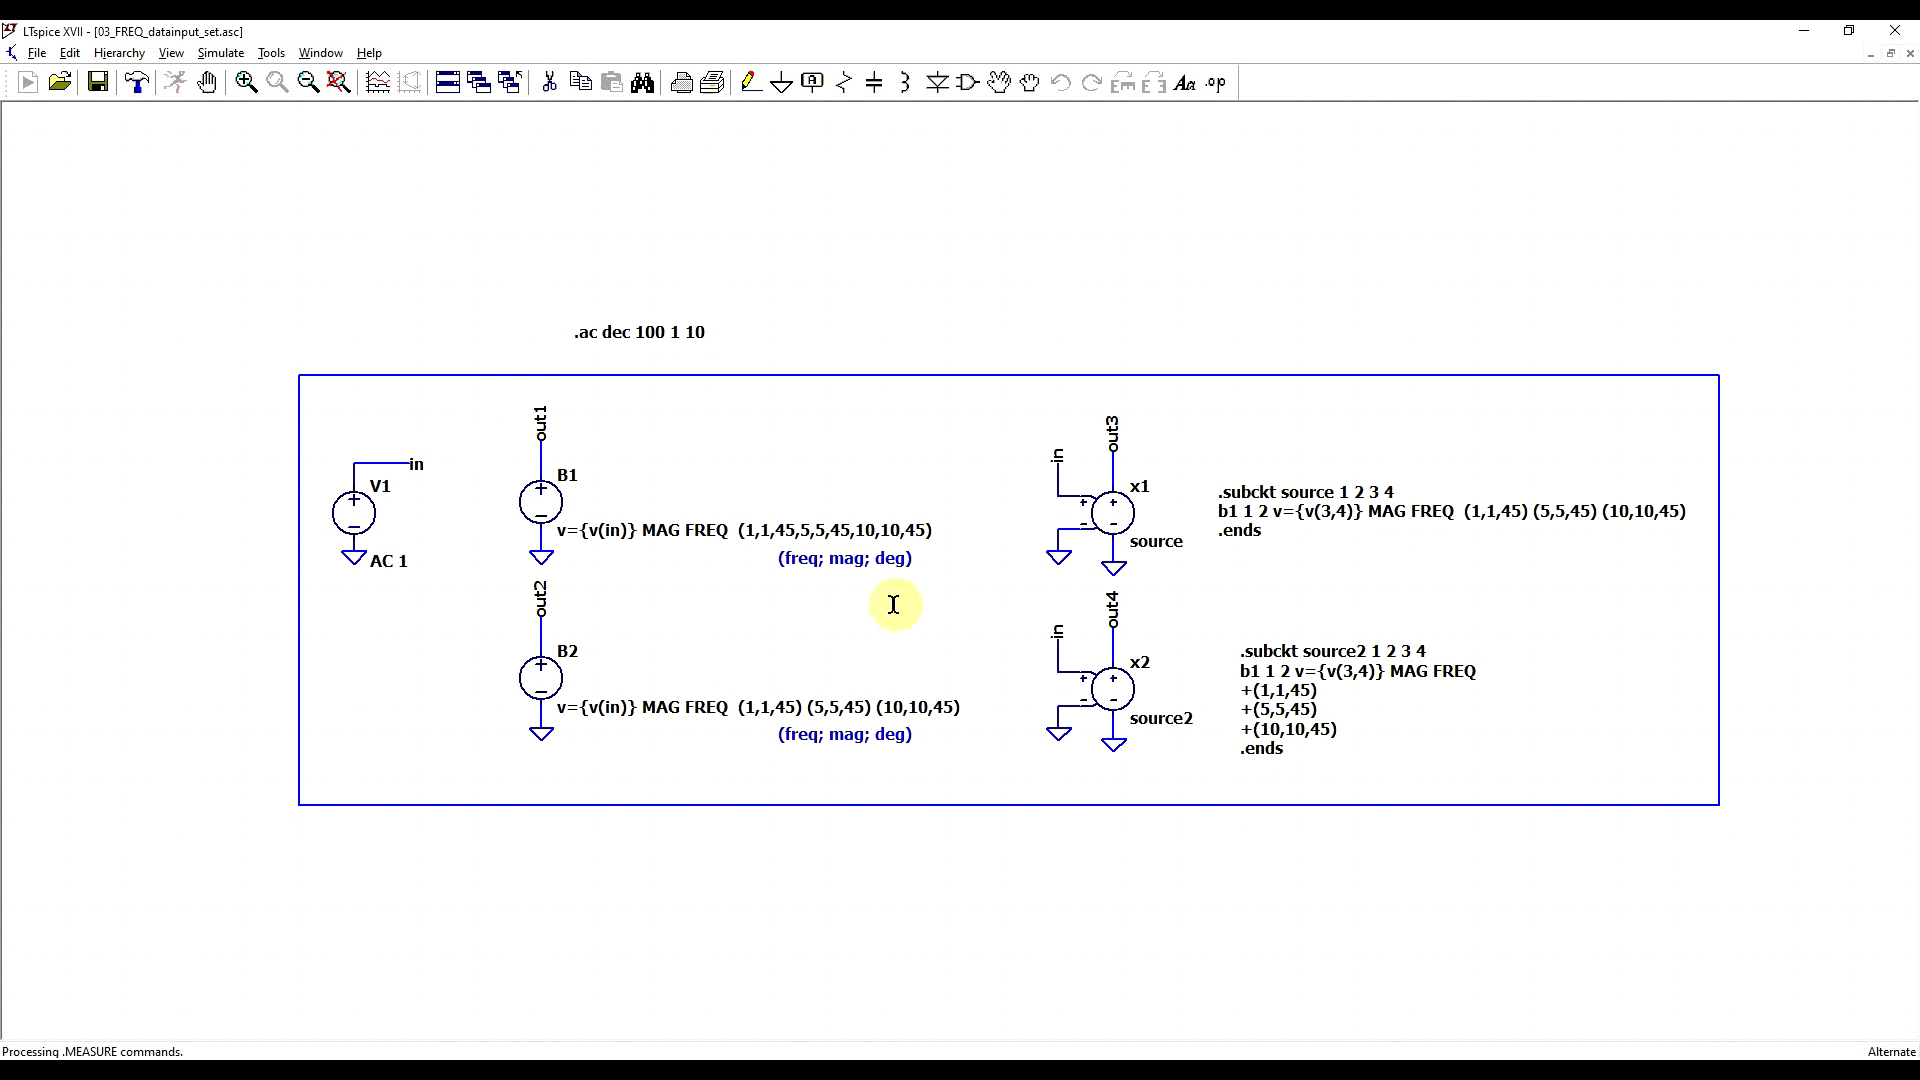 LTspice XVII - [03_FREQ_datainput_set.asc]
File Edit Hierarchy View Simulate Tools Window Help
A
Aa .op
.ac dec 100 1 10
out1
in
B1
V1
v={v(in)} MAG FREQ (1,1,45,5,5,45,10,10,45)
(freq; mag; deg)
AC 1
out2
B2
v={v(in)} MAG FREQ (1,1,45) (5,5,45) (10,10,45)
(freq; mag; deg)
out3
in
x1
source
.subckt source 1 2 3 4
b1 1 2 v={v(3,4)} MAG FREQ (1,1,45) (5,5,45) (10,10,45)
.ends
out4
in
x2
source2
.subckt source2 1 2 3 4
b1 1 2 v={v(3,4)} MAG FREQ
+(1,1,45)
+(5,5,45)
+(10,10,45)
.ends
Processing .MEASURE commands.
Alternate